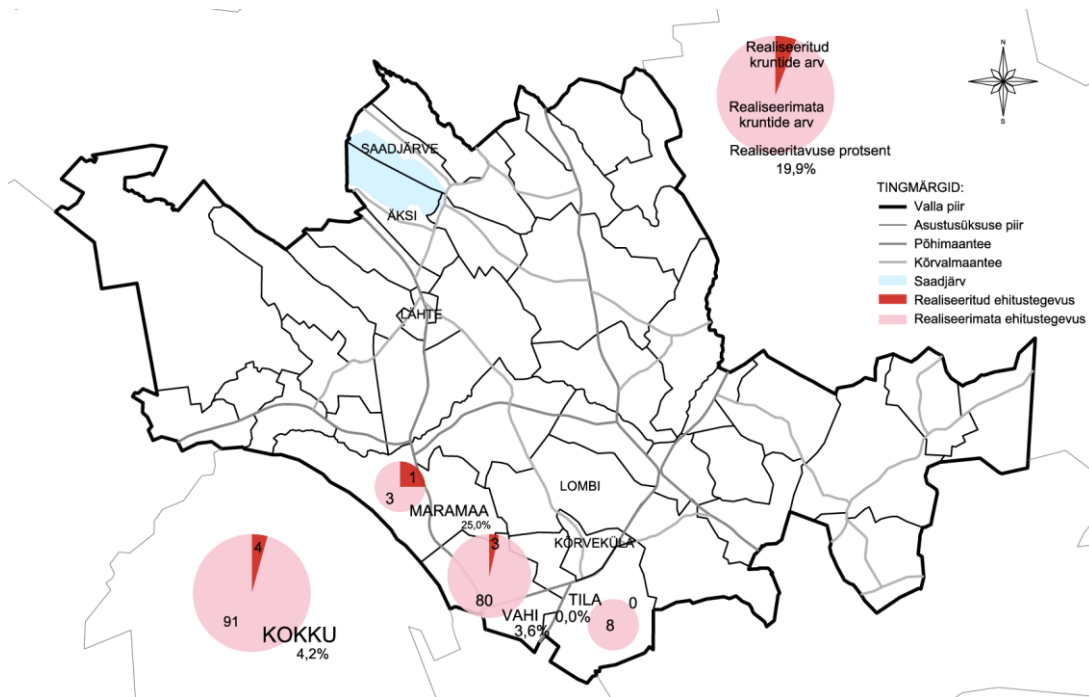 Realiseeritud
kruntide arv
Realiseerimata
kruntide arv
Realiseeritavuse protsent
19,9%
N
S
TINGMÄRGID:
Valla piir
Asustusüksuse piir
Põhimaantee
Kõrvalmaantee
Saadjärv
Realiseeritud ehitustegevus
Realiseerimata ehitustegevus
SAADJÄRVE
ÄKSI
LÄHTE
1
3
MARAMAA
25,0%
LOMBI
KÕRVEKÜLA
3
80
VAHI
3,6%
TILA
0,0%
0
8
4
91
KOKKU
4,2%